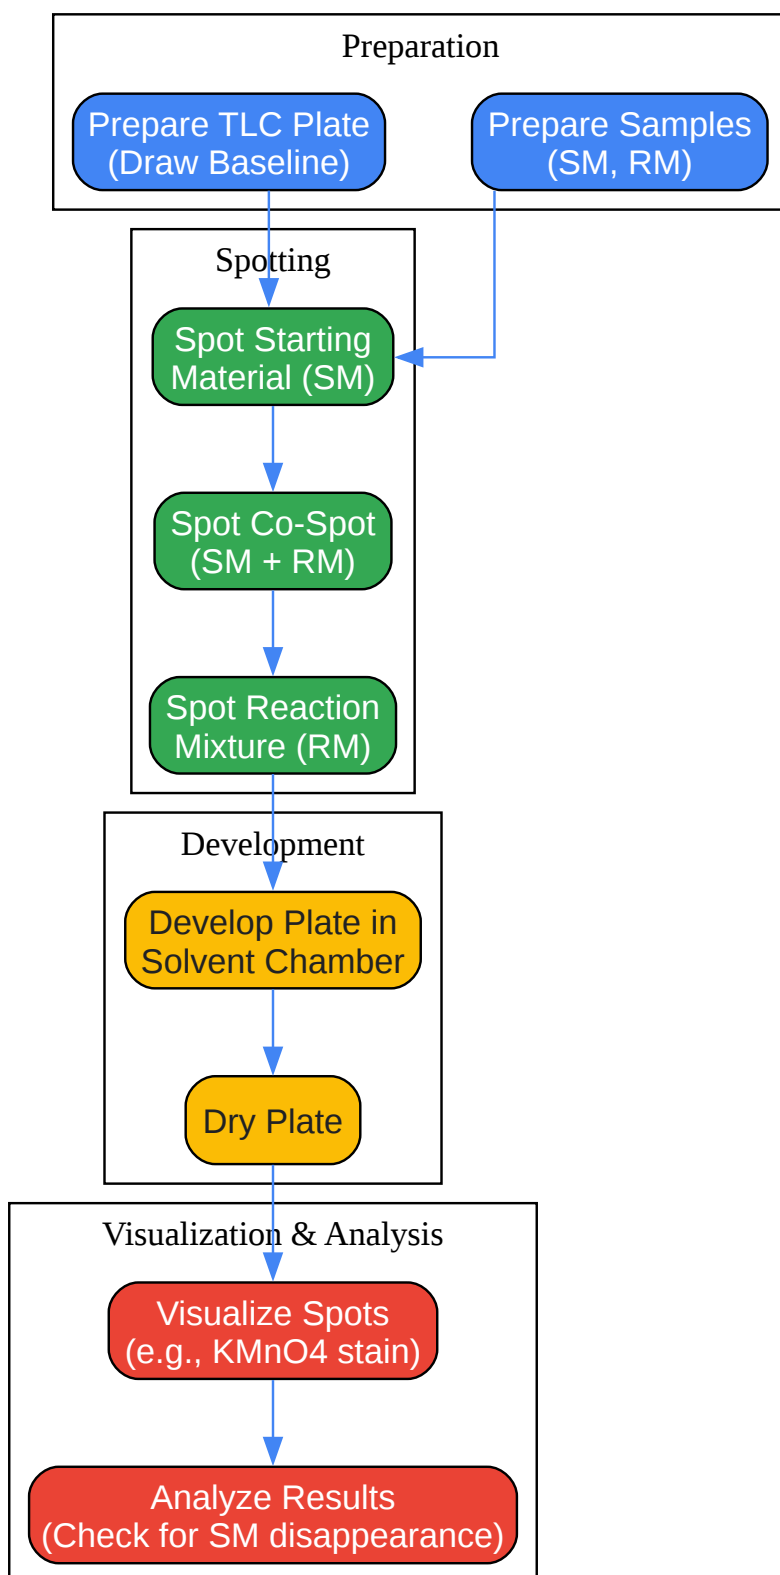 Preparation
Prepare TLC Plate
(Draw Baseline)
Prepare Samples
(SM, RM)
Spotting
Spot Starting
Material (SM)
Spot Co-Spot
(SM + RM)
Spot Reaction
Mixture (RM)
Development
Develop Plate in
Solvent Chamber
Dry Plate
Visualization & Analysis
Visualize Spots
(e.g., KMnO4 stain)
Analyze Results
(Check for SM disappearance)